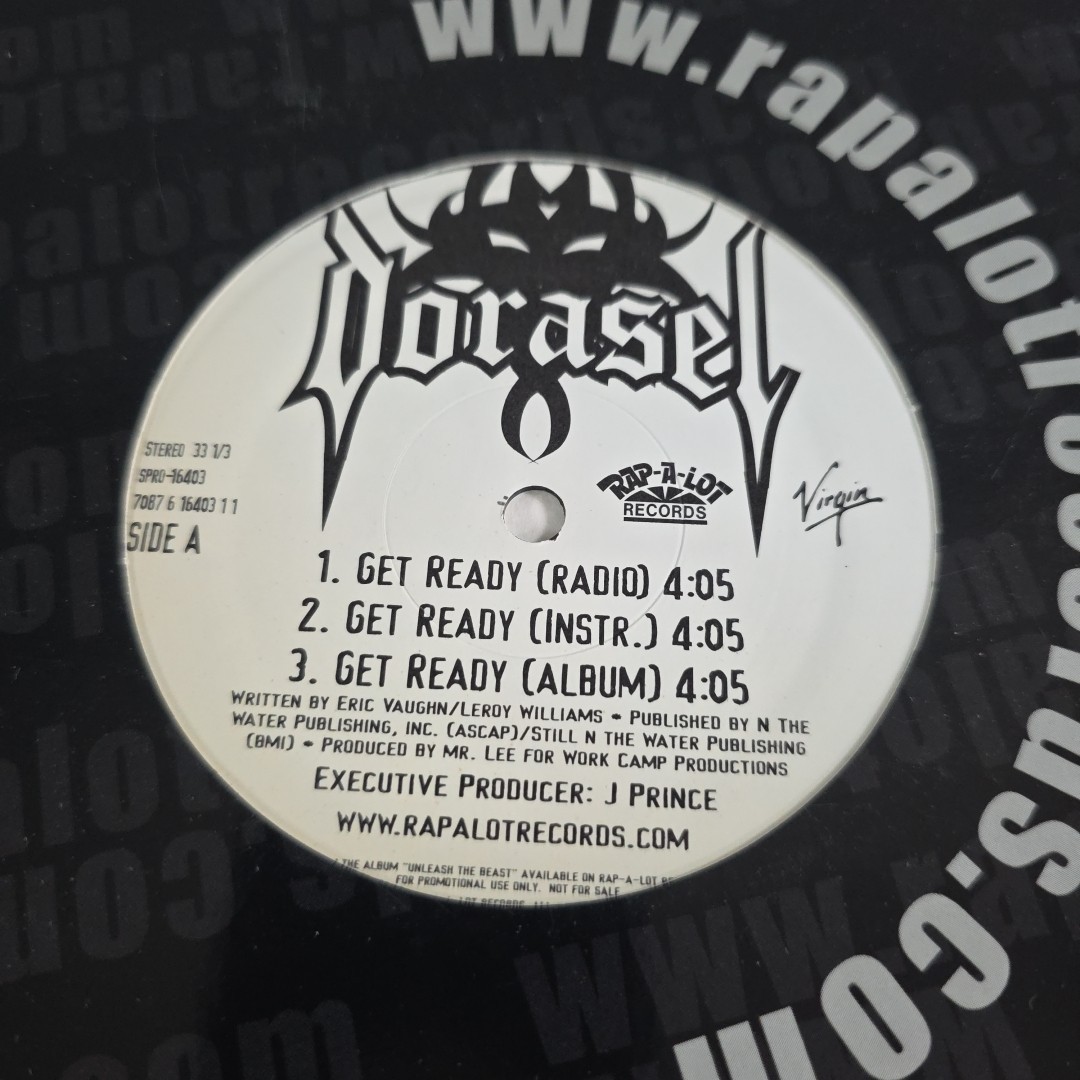 www.rapalotrecords.com
Dorasel
STEREO 33 1/3
SPRO-16403
7087 6 16403 1 1
SIDE A
RAP-A-LOT
RECORDS
Virgin
1. GET READY (RADIO) 4:05
2. GET READY (INSTR.) 4:05
3. GET READY (ALBUM) 4:05
WRITTEN BY ERIC VAUGHN/LEROY WILLIAMS • PUBLISHED BY N THE
WATER PUBLISHING, INC. (ASCAP)/STILL N THE WATER PUBLISHING
(BMI) • PRODUCED BY MR. LEE FOR WORK CAMP PRODUCTIONS
EXECUTIVE PRODUCER: J PRINCE
WWW.RAPALOTRECORDS.COM
THE ALBUM "UNLEASH THE BEAST" AVAILABLE ON RAP-A-LOT
FOR PROMOTIONAL USE ONLY. NOT FOR SALE